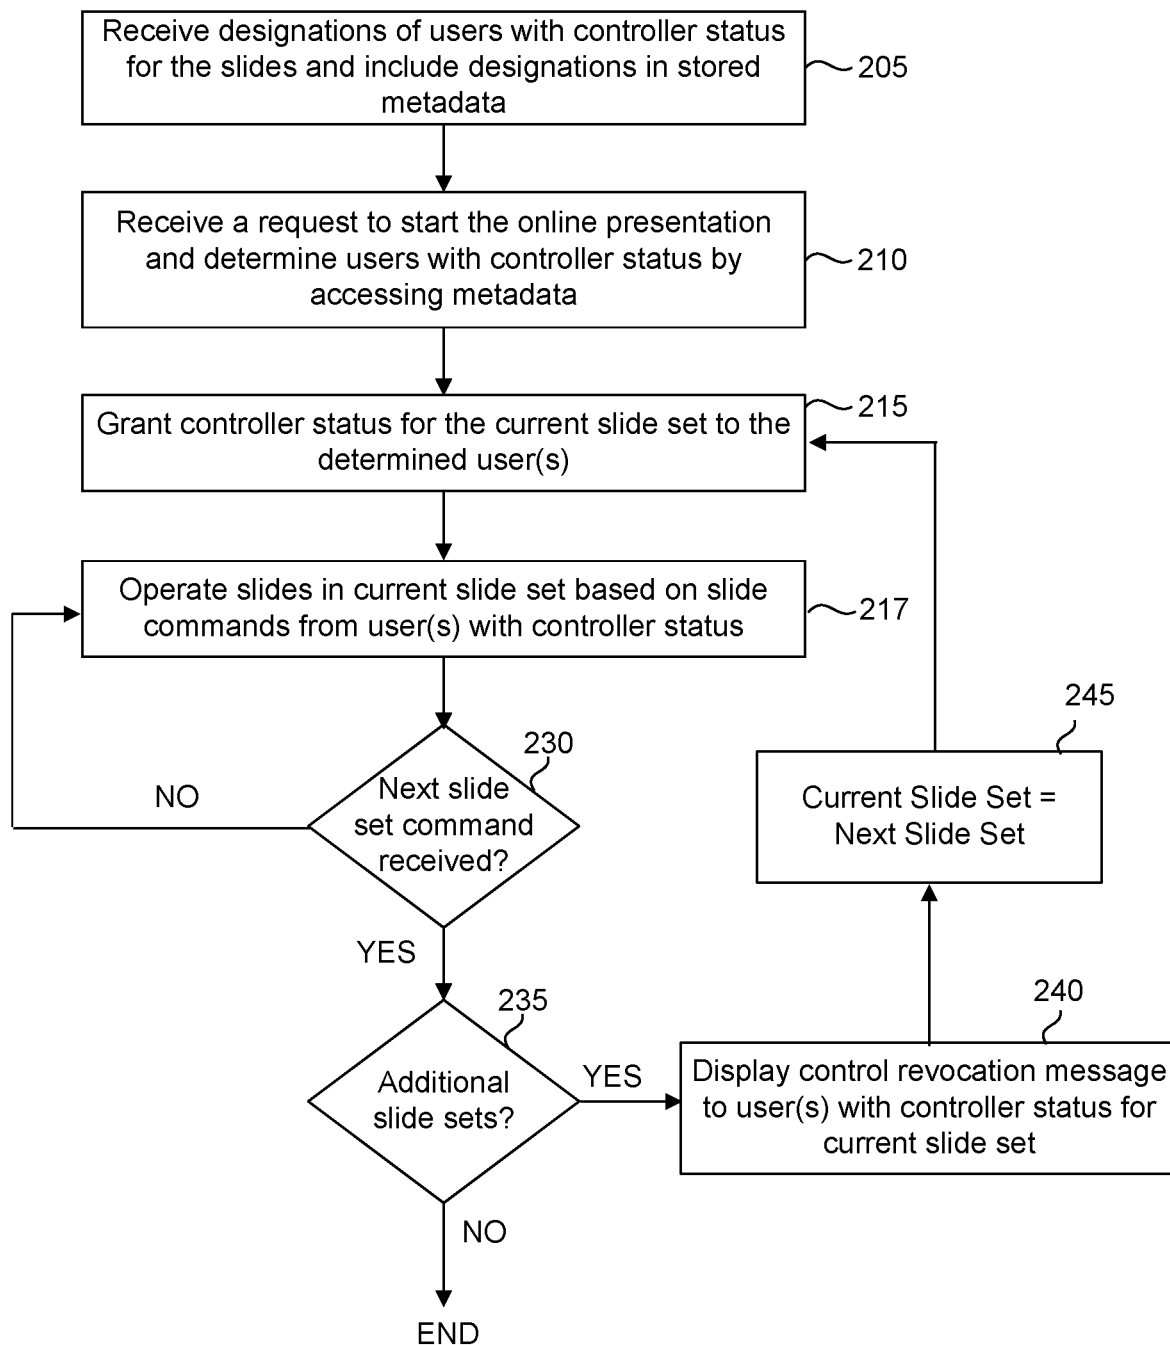 Receive designations of users with controller status
for the slides and include designations in stored
metadata
205
Receive a request to start the online presentation
and determine users with controller status by
accessing metadata
210
Grant controller status for the current slide set to the
determined user(s)
215
Operate slides in current slide set based on slide
commands from user(s) with controller status
217
230
Next slide
set command
received?
NO
YES
245
Current Slide Set =
Next Slide Set
235
Additional
slide sets?
YES
240
Display control revocation message
to user(s) with controller status for
current slide set
NO
END